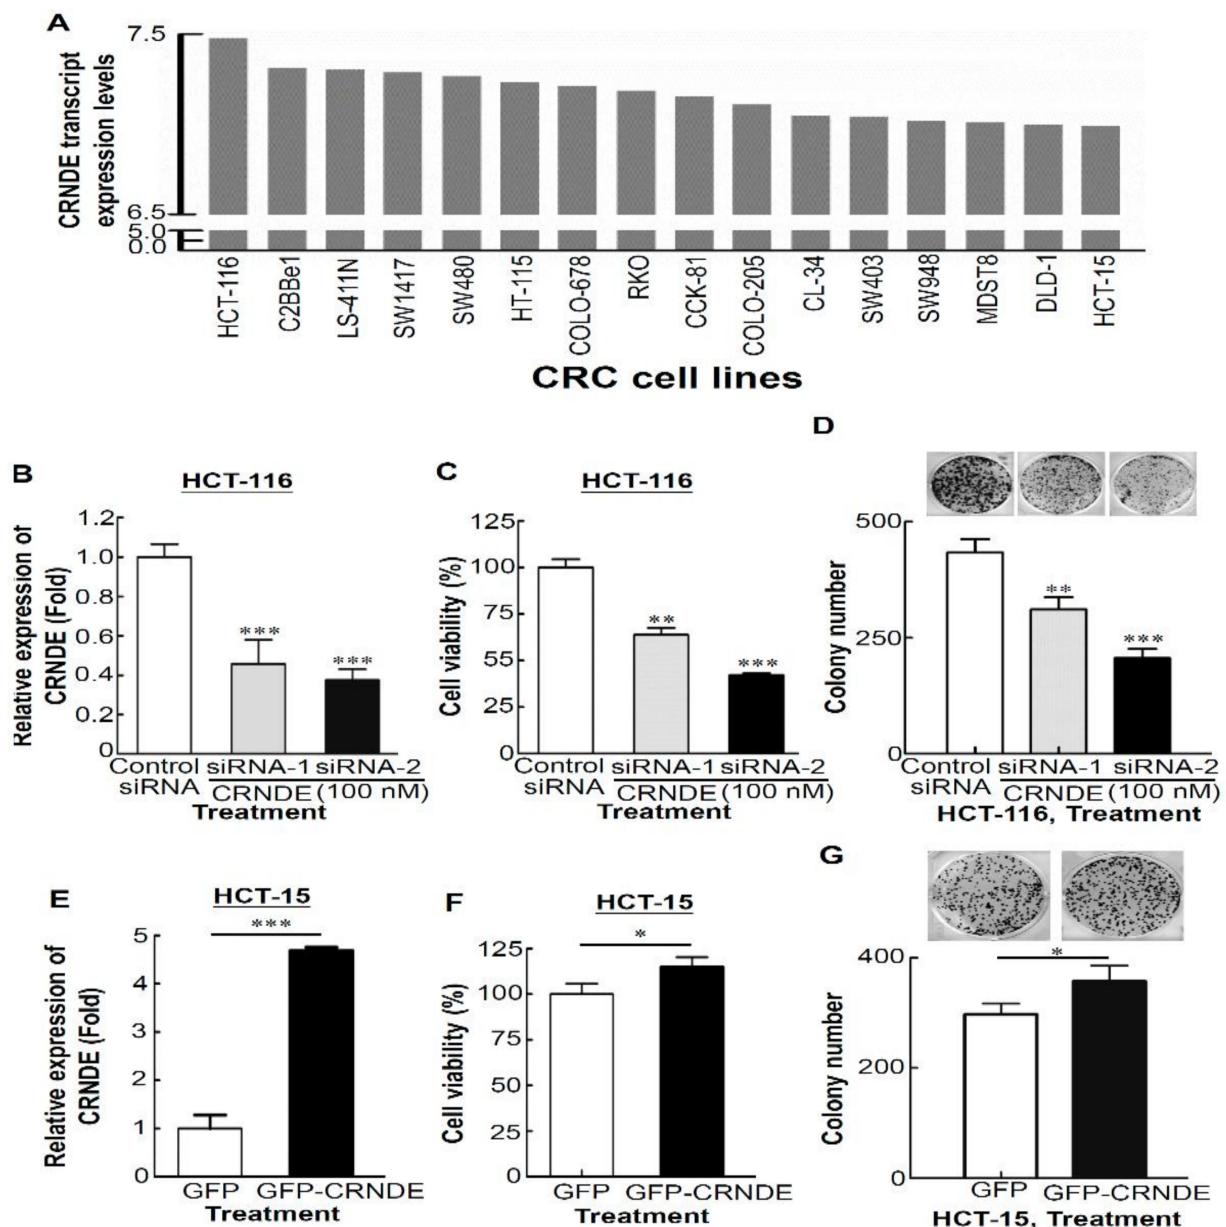 A
CRNDE transcript
expression levels
7.5
6.5
5.0
0.0
HCT-116
C2BBe1
LS-411N
SW1417
SW480
HT-115
COLO-678
RKO
CCK-81
COLO-205
CL-34
SW403
SW948
MDST8
DLD-1
HCT-15
CRC cell lines
B
HCT-116
Relative expression of
CRNDE (Fold)
1.2
1.0
0.8
0.6
0.4
0.2
0
***
***
Control
siRNA
siRNA-1 siRNA-2
CRNDE (100 nM)
Treatment
C
HCT-116
Cell viability (%)
125
100
75
55
25
0
**
***
Control
siRNA
siRNA-1 siRNA-2
CRNDE (100 nM)
Treatment
D
Colony number
500
250
0
**
***
Control
siRNA
siRNA-1 siRNA-2
CRNDE (100 nM)
HCT-116, Treatment
E
HCT-15
***
Relative expression of
CRNDE (Fold)
5
4
3
2
1
0
GFP GFP-CRNDE
Treatment
F
HCT-15
*
Cell viability (%)
125
100
75
50
25
0
GFP GFP-CRNDE
Treatment
G
*
Colony number
400
200
0
GFP GFP-CRNDE
HCT-15, Treatment